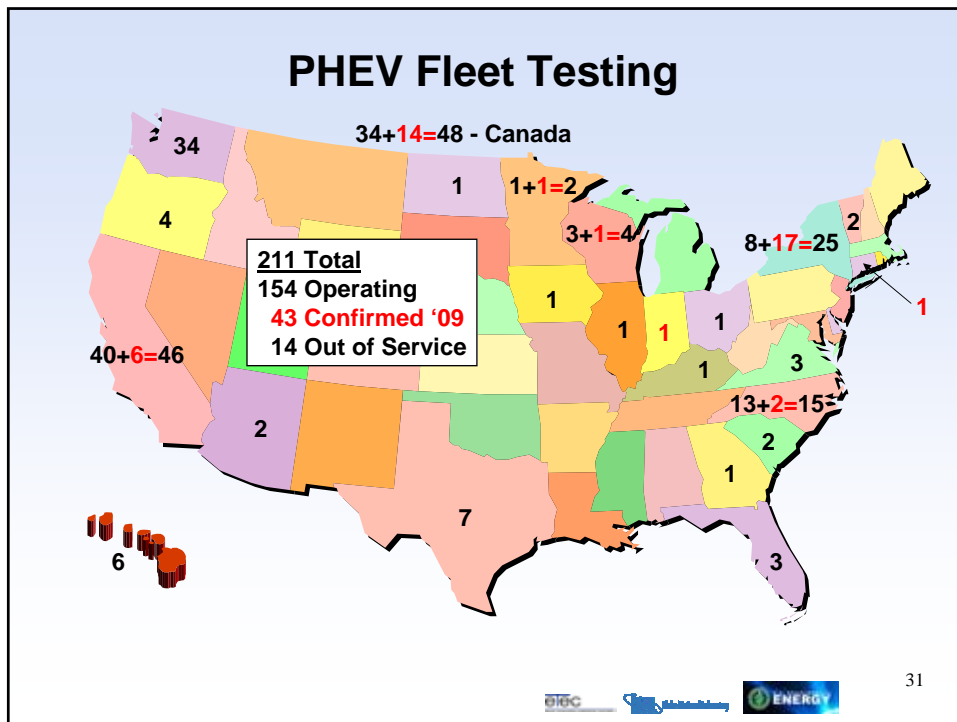 PHEV Fleet Testing
34+14=48 - Canada
34
1
1+1=2
4
3+1=4
2
8+17=25
211 Total
154 Operating
43 Confirmed ‘09
14 Out of Service
1
1
1
1
1
40+6=46
1
3
13+2=15
2
2
1
7
6
3
31
etec
ENERGY